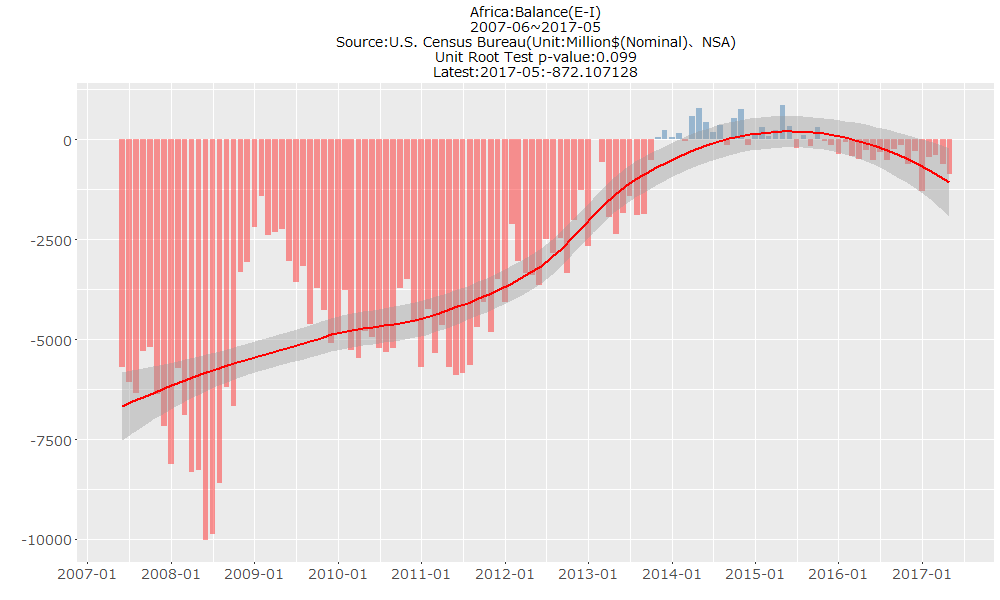 Africa:Balance(E-I)
2007-06~2017-05
Source:U.S. Census Bureau(Unit:Million$(Nominal)、NSA)
Unit Root Test p-value:0.099
Latest:2017-05:-872.107128
0
-2500
-5000
-7500
-10000
2007-01 2008-01 2009-01 2010-01 2011-01 2012-01 2013-01 2014-01 2015-01 2016-01 2017-01